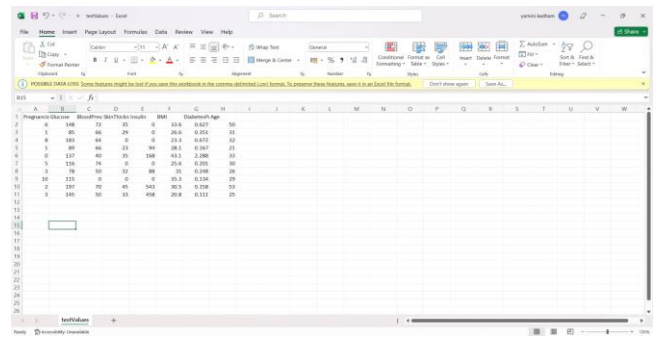 testValues - Excel
Search
yamini kedham
File Home Insert Page Layout Formulas Data Review View Help
Share
Cut
Copy
Format Painter
Calibri
11
Wrap Text
Merge & Center
General
Conditional Formatting
Format as Table
Cell Styles
Insert Delete Format
AutoSum
Fill
Clear
Sort & Filter
Find & Select
Clipboard Font Alignment Number Styles Cells Editing
POSSIBLE DATA LOSS Some features might be lost if you save this workbook in the comma-delimited (.csv) format. To preserve these features, save it in an Excel file format. Don't show again Save As...
B15 fx
A B C D E F G H I J K L M N O P Q R S T U V W
1 Pregnancie Glucose BloodPress SkinThickn Insulin BMI DiabetesPe Age
2 6 148 72 35 0 33.6 0.627 50
3 1 85 66 29 0 26.6 0.351 31
4 8 183 64 0 0 23.3 0.672 32
5 1 89 66 23 94 28.1 0.167 21
6 0 137 40 35 168 43.1 2.288 33
7 5 116 74 0 0 25.6 0.201 30
8 3 78 50 32 88 31 0.248 26
9 10 115 0 0 0 35.3 0.134 29
10 2 197 70 45 543 30.5 0.158 53
11 3 145 50 33 458 20.8 0.111 25
12
13
14
15
16
17
18
19
20
21
22
23
24
25
26
testValues
Ready Accessibility: Unavailable 100%